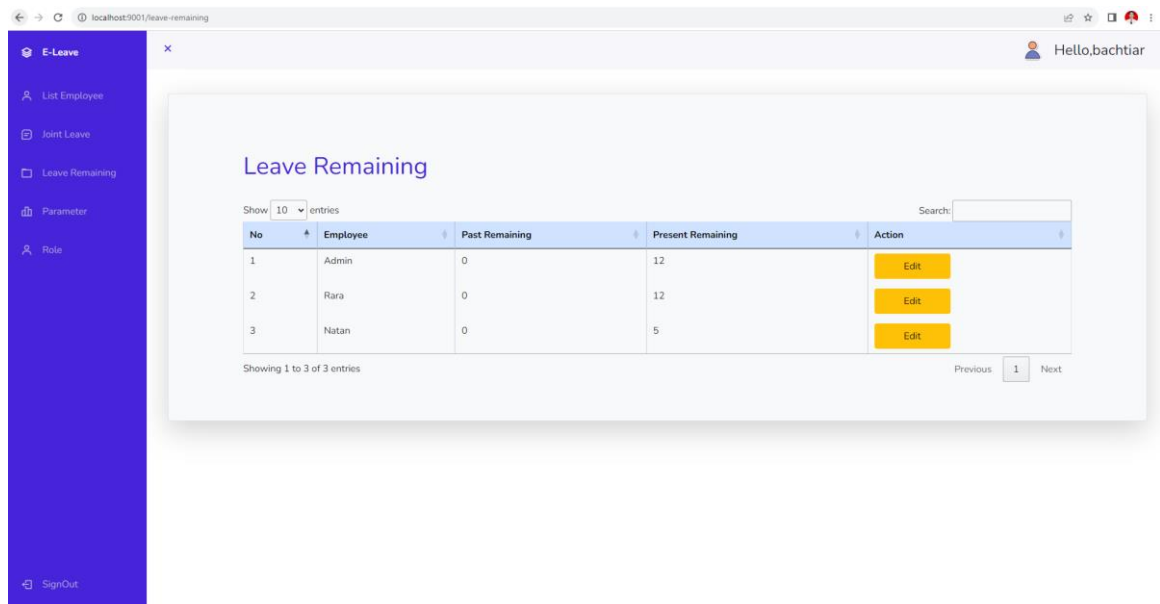 localhost:9001/leave-remaining
E-Leave
×
Hello,bachtiar
List Employee
Joint Leave
Leave Remaining
Parameter
Role
SignOut
Leave Remaining
Show 10 entries
Search:
No Employee Past Remaining Present Remaining Action
1 Admin 0 12 Edit
2 Rara 0 12 Edit
3 Natan 0 5 Edit
Showing 1 to 3 of 3 entries
Previous 1 Next